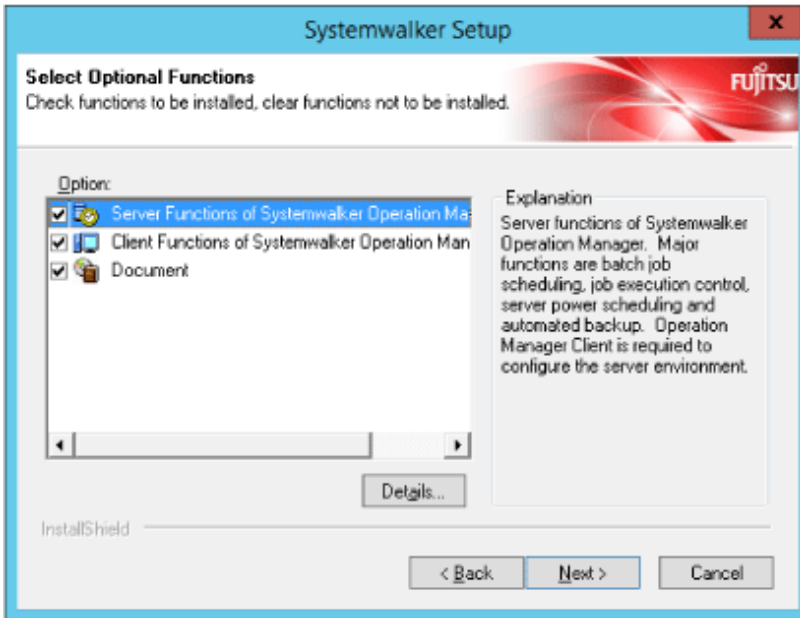 Systemwalker Setup
x
Select Optional Functions
Check functions to be installed, clear functions not to be installed.
FUJITSU
Option:
Server Functions of Systemwalker Operation Ma
Client Functions of Systemwalker Operation Man
Document
Explanation
Server functions of Systemwalker
Operation Manager. Major
functions are batch job
scheduling, job execution control,
server power scheduling and
automated backup. Operation
Manager Client is required to
configure the server environment.
Details...
InstallShield
< Back
Next >
Cancel